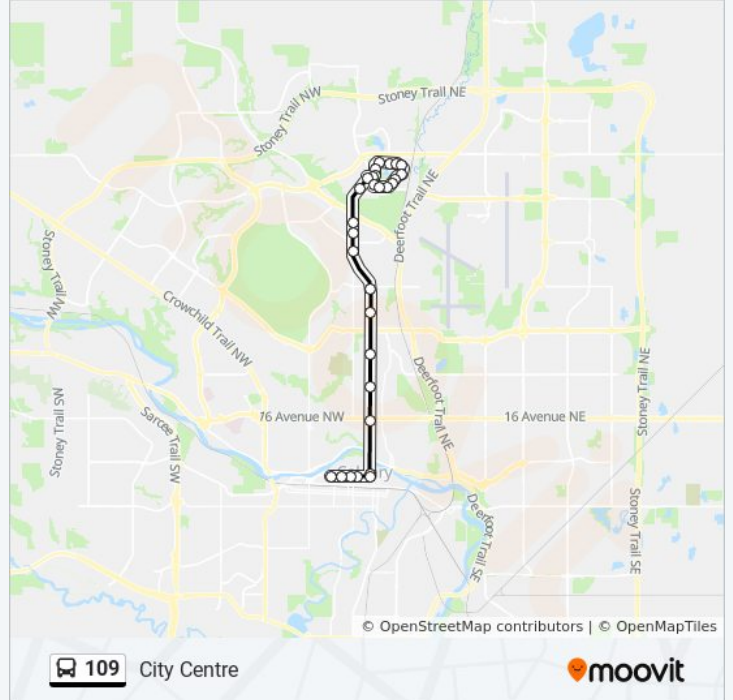 Stoney Trail NE
Stoney Trail NW
Deerfoot Trail NE
Stoney Trail NW
Crowchild Trail NW
Deerfoot Trail NE
Stoney Trail NE
Stoney Trail SW
Sarcee Trail SW
16 Avenue NW
16 Avenue NE
Calgary
Deerfoot Trail SE
Stoney Trail SE
© OpenStreetMap contributors | © OpenMapTiles
109 City Centre
moovit